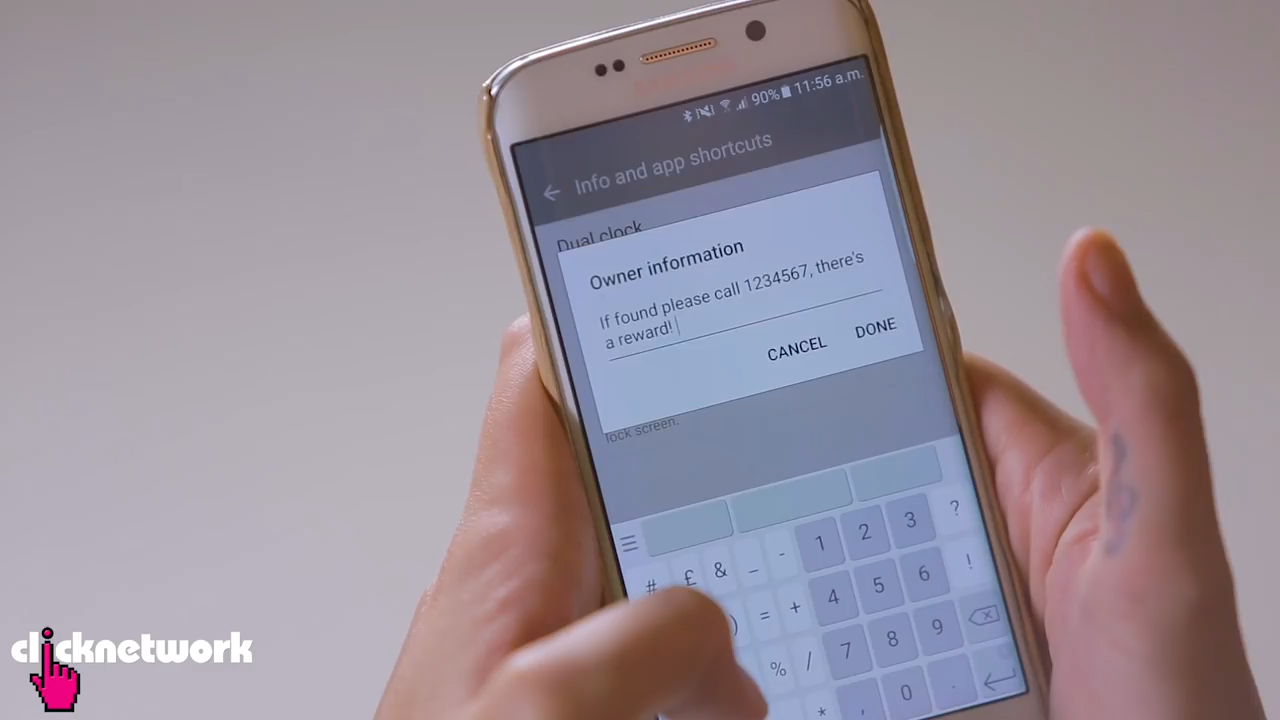 SAMSUNG
90% 11:56 a.m.
Info and app shortcuts
Dual clock
Owner information
If found please call 1234567, there's
a reward!
CANCEL DONE
lock screen.
1 2 3 ?
# £ & _ -
4 5 6 !
) = +
7 8 9
% /
* , 0 .
clicknetwork